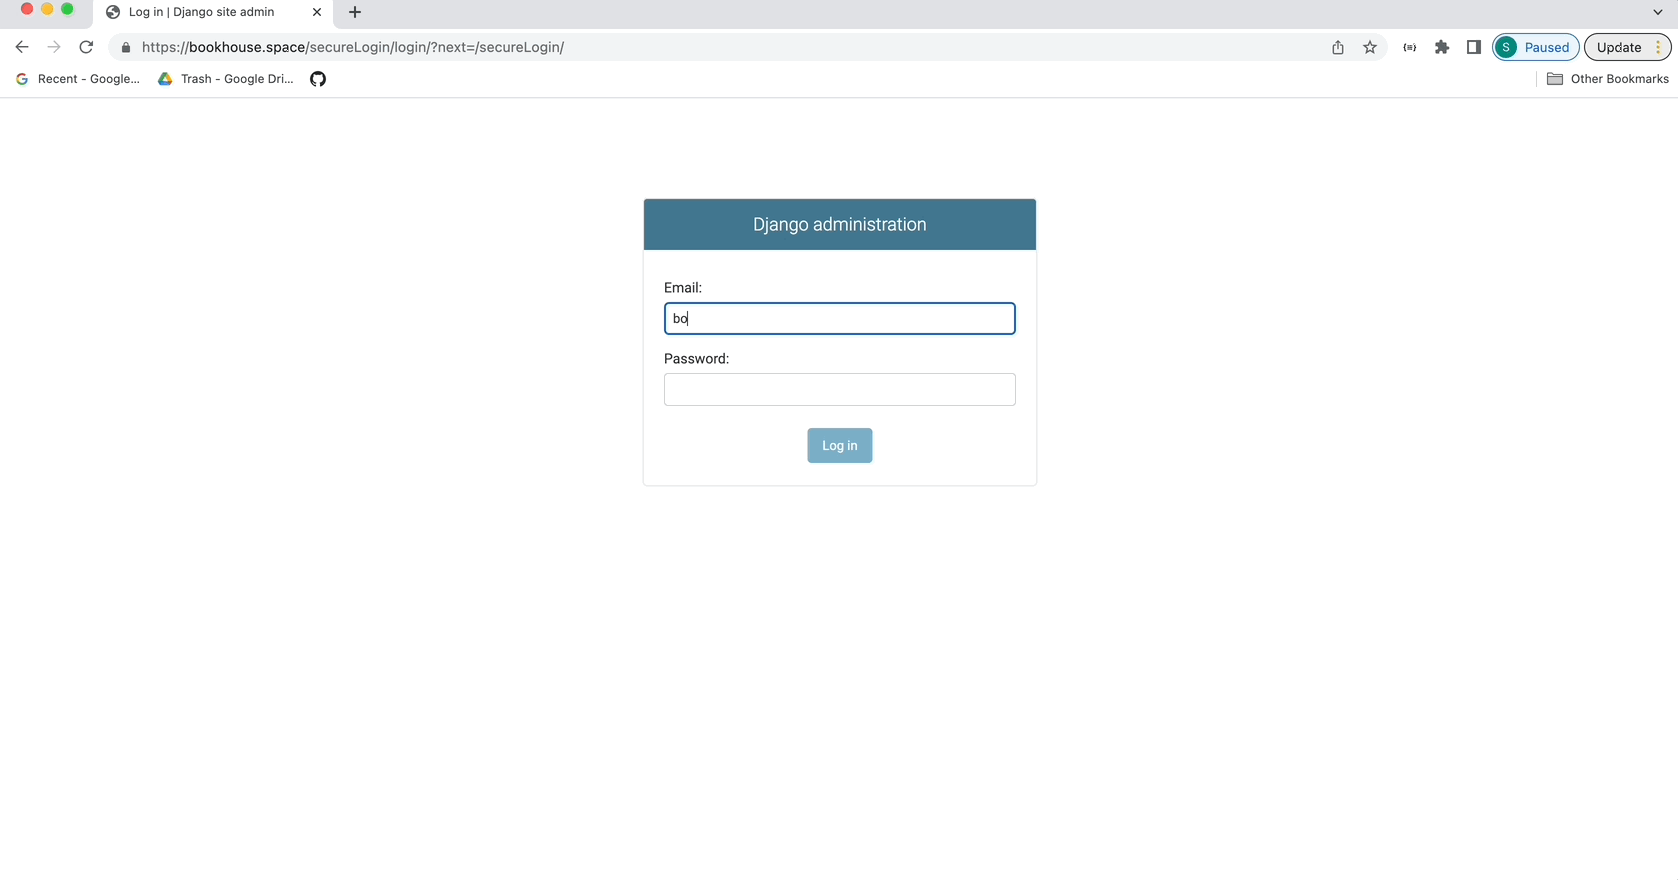 Log in | Django site admin
https://bookhouse.space/secureLogin/login/?next=/secureLogin/
S Paused
Update
Recent - Google...
Trash - Google Dri...
Other Bookmarks
Django administration
Email:
bo
Password:
Log in